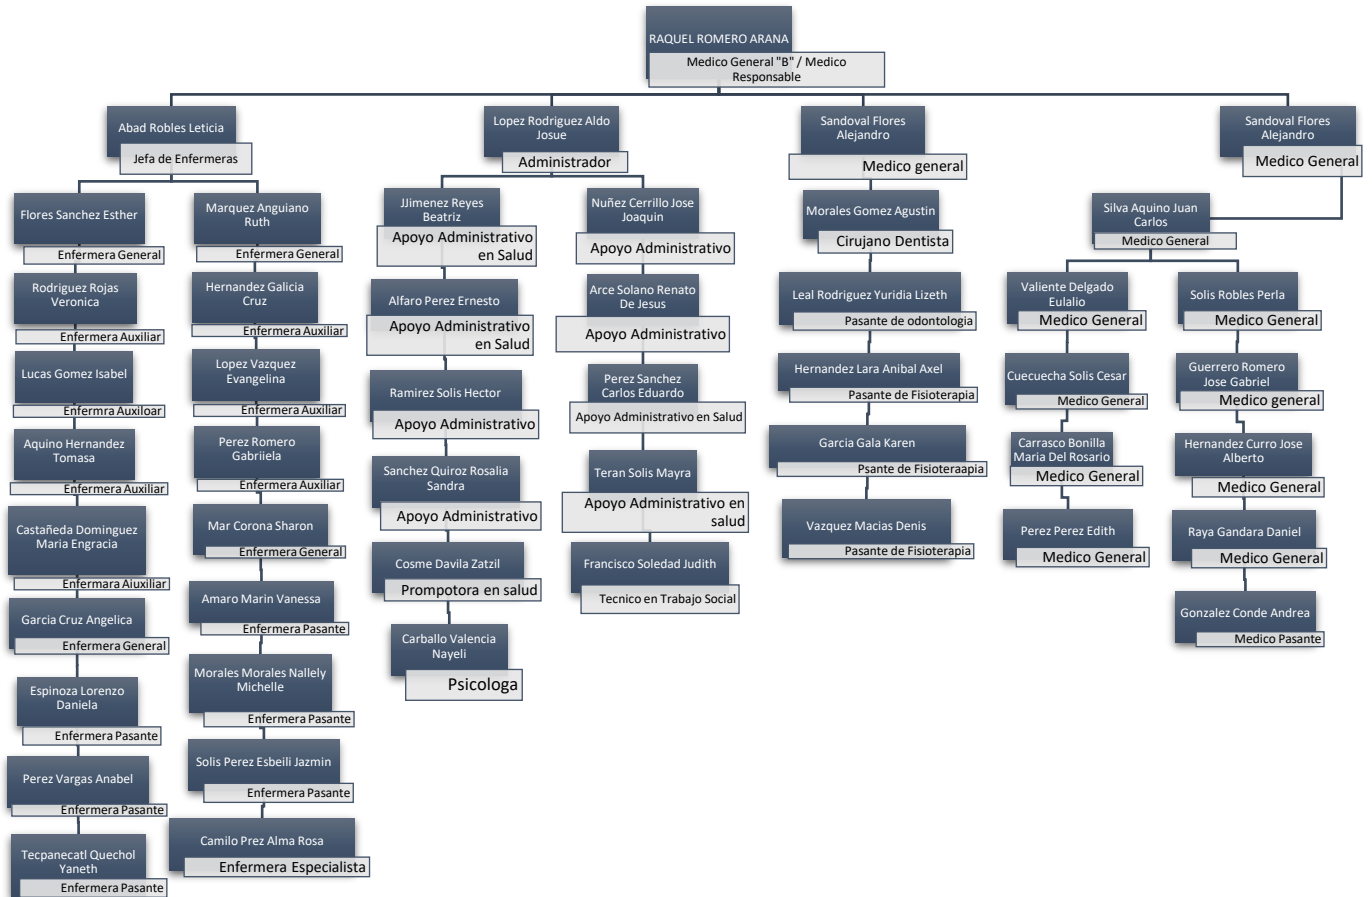 RAQUEL ROMERO ARANA
Medico General "B" / Medico
Responsable
Abad Robles Leticia
Jefa de Enfermeras
Lopez Rodriguez Aldo
Josue
Administrador
Sandoval Flores
Alejandro
Medico general
Sandoval Flores
Alejandro
Medico General
Flores Sanchez Esther
Enfermera General
Rodriguez Rojas
Veronica
Enfermera Auxiliar
Lucas Gomez Isabel
Enfermra Auxiloar
Aquino Hernandez
Tomasa
Enfermera Auxiliar
Castañeda Dominguez
Maria Engracia
Enfermara Aiuxiliar
Garcia Cruz Angelica
Enfermera General
Espinoza Lorenzo
Daniela
Enfermera Pasante
Perez Vargas Anabel
Enfermera Pasante
Tecpanecatl Quechol
Yaneth
Enfermera Pasante
Marquez Anguiano
Ruth
Enfermera General
Hernandez Galicia
Cruz
Enfermera Auxiliar
Lopez Vazquez
Evangelina
Enfermera Auxiliar
Perez Romero
Gabriiela
Enfermera Auxiliar
Mar Corona Sharon
Enfermera General
Amaro Marin Vanessa
Enfermera Pasante
Morales Morales Nallely
Michelle
Enfermera Pasante
Solis Perez Esbeili Jazmin
Enfermera Pasante
Camilo Prez Alma Rosa
Enfermera Especialista
JJimenez Reyes
Beatriz
Apoyo Administrativo
en Salud
Alfaro Perez Ernesto
Apoyo Administrativo
en Salud
Ramirez Solis Hector
Apoyo Administrativo
Sanchez Quiroz Rosalia
Sandra
Apoyo Administrativo
Cosme Davila Zatzil
Prompotora en salud
Carballo Valencia
Nayeli
Psicologa
Nuñez Cerrillo Jose
Joaquin
Apoyo Administrativo
Arce Solano Renato
De Jesus
Apoyo Administrativo
Perez Sanchez
Carlos Eduardo
Apoyo Administrativo en Salud
Teran Solis Mayra
Apoyo Administrativo en
salud
Francisco Soledad Judith
Tecnico en Trabajo Social
Morales Gomez Agustin
Cirujano Dentista
Leal Rodriguez Yuridia Lizeth
Pasante de odontologia
Hernandez Lara Anibal Axel
Pasante de Fisioterapia
Garcia Gala Karen
Psante de Fisioteraapia
Vazquez Macias Denis
Pasante de Fisioterapia
Silva Aquino Juan
Carlos
Medico General
Valiente Delgado
Eulalio
Medico General
Cuecuecha Solis Cesar
Medico General
Carrasco Bonilla
Maria Del Rosario
Medico General
Perez Perez Edith
Medico General
Solis Robles Perla
Medico General
Guerrero Romero
Jose Gabriel
Medico general
Hernandez Curro Jose
Alberto
Medico General
Raya Gandara Daniel
Medico General
Gonzalez Conde Andrea
Medico Pasante